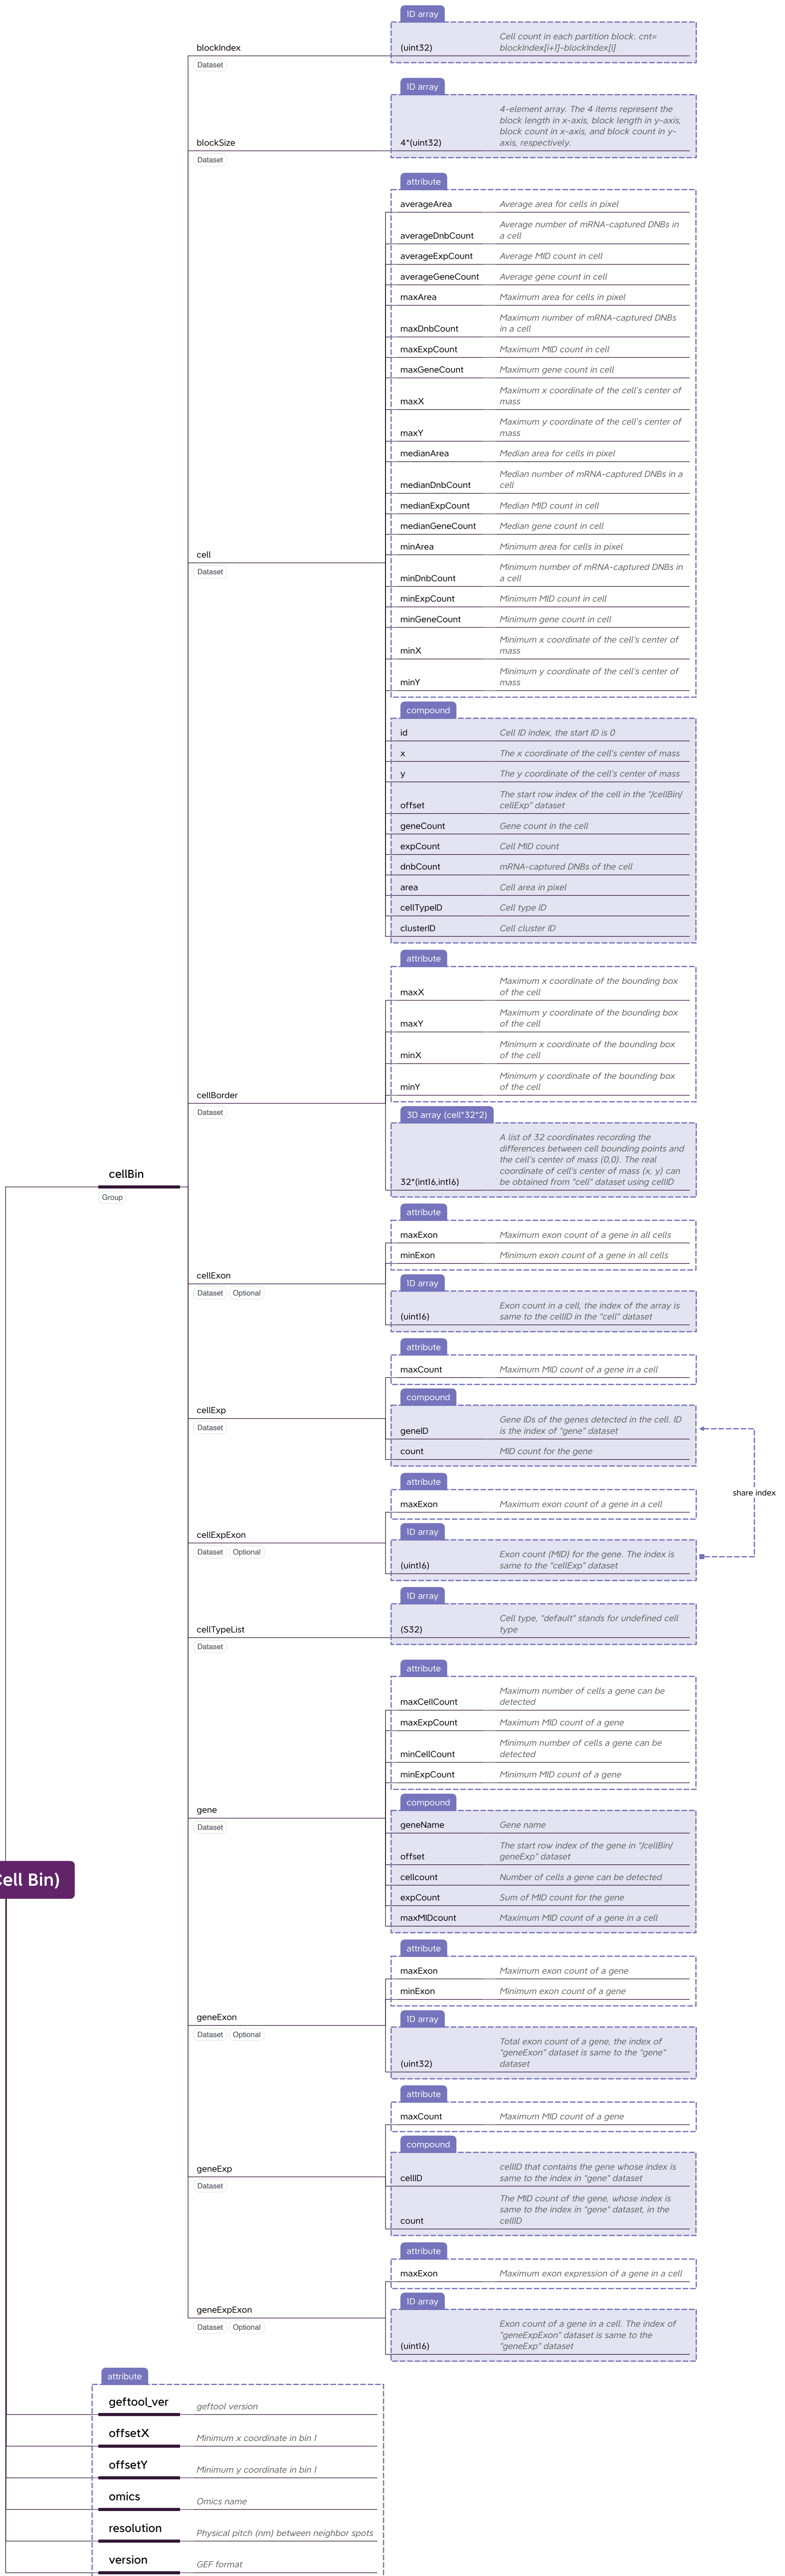 1D array
blockIndex
(uint32)
Cell count in each partition block. cnt=
blockIndex[i+1]-blockIndex[i]
Dataset
1D array
blockSize
4*(uint32)
4-element array. The 4 items represent the
block length in x-axis, block length in y-axis,
block count in x-axis, and block count in y-
axis, respectively.
Dataset
attribute
averageArea
Average area for cells in pixel
averageDnbCount
Average number of mRNA-captured DNBs in
a cell
averageExpCount
Average MID count in cell
averageGeneCount
Average gene count in cell
maxArea
Maximum area for cells in pixel
maxDnbCount
Maximum number of mRNA-captured DNBs
in a cell
maxExpCount
Maximum MID count in cell
maxGeneCount
Maximum gene count in cell
maxX
Maximum x coordinate of the cell's center of
mass
maxY
Maximum y coordinate of the cell's center of
mass
medianArea
Median area for cells in pixel
medianDnbCount
Median number of mRNA-captured DNBs in a
cell
medianExpCount
Median MID count in cell
medianGeneCount
Median gene count in cell
minArea
Minimum area for cells in pixel
cell
Dataset
minDnbCount
Minimum number of mRNA-captured DNBs in
a cell
minExpCount
Minimum MID count in cell
minGeneCount
Minimum gene count in cell
minX
Minimum x coordinate of the cell's center of
mass
minY
Minimum y coordinate of the cell's center of
mass
compound
id
Cell ID index, the start ID is 0
x
The x coordinate of the cell's center of mass
y
The y coordinate of the cell's center of mass
offset
The start row index of the cell in the "/cellBin/
cellExp" dataset
geneCount
Gene count in the cell
expCount
Cell MID count
dnbCount
mRNA-captured DNBs of the cell
area
Cell area in pixel
cellTypeID
Cell type ID
clusterID
Cell cluster ID
attribute
maxX
Maximum x coordinate of the bounding box
of the cell
maxY
Maximum y coordinate of the bounding box
of the cell
minX
Minimum x coordinate of the bounding box
of the cell
minY
Minimum y coordinate of the bounding box
of the cell
cellBorder
Dataset
3D array (cell*32*2)
32*(int16,int16)
A list of 32 coordinates recording the
differences between cell bounding points and
the cell's center of mass (0,0). The real
coordinate of cell's center of mass (x, y) can
be obtained from "cell" dataset using cellID
cellBin
Group
attribute
maxExon
Maximum exon count of a gene in all cells
minExon
Minimum exon count of a gene in all cells
cellExon
Dataset Optional
1D array
(uint16)
Exon count in a cell, the index of the array is
same to the cellID in the "cell" dataset
attribute
maxCount
Maximum MID count of a gene in a cell
cellExp
Dataset
compound
geneID
Gene IDs of the genes detected in the cell. ID
is the index of "gene" dataset
count
MID count for the gene
share index
attribute
maxExon
Maximum exon count of a gene in a cell
cellExpExon
Dataset Optional
1D array
(uint16)
Exon count (MID) for the gene. The index is
same to the "cellExp" dataset
1D array
cellTypeList
(S32)
Cell type, "default" stands for undefined cell
type
Dataset
attribute
maxCellCount
Maximum number of cells a gene can be
detected
maxExpCount
Maximum MID count of a gene
minCellCount
Minimum number of cells a gene can be
detected
minExpCount
Minimum MID count of a gene
gene
Dataset
compound
geneName
Gene name
offset
The start row index of the gene in "/cellBin/
geneExp" dataset
cellcount
Number of cells a gene can be detected
expCount
Sum of MID count for the gene
maxMIDcount
Maximum MID count of a gene in a cell
Cell Bin)
attribute
maxExon
Maximum exon count of a gene
minExon
Minimum exon count of a gene
geneExon
Dataset Optional
1D array
(uint32)
Total exon count of a gene, the index of
"geneExon" dataset is same to the "gene"
dataset
attribute
maxCount
Maximum MID count of a gene
geneExp
Dataset
compound
cellID
cellID that contains the gene whose index is
same to the index in "gene" dataset
count
The MID count of the gene, whose index is
same to the index in "gene" dataset, in the
cellID
attribute
maxExon
Maximum exon expression of a gene in a cell
geneExpExon
Dataset Optional
1D array
(uint16)
Exon count of a gene in a cell. The index of
"geneExpExon" dataset is same to the
"geneExp" dataset
attribute
geftool_ver
geftool version
offsetX
Minimum x coordinate in bin 1
offsetY
Minimum y coordinate in bin 1
omics
Omics name
resolution
Physical pitch (nm) between neighbor spots
version
GEF format